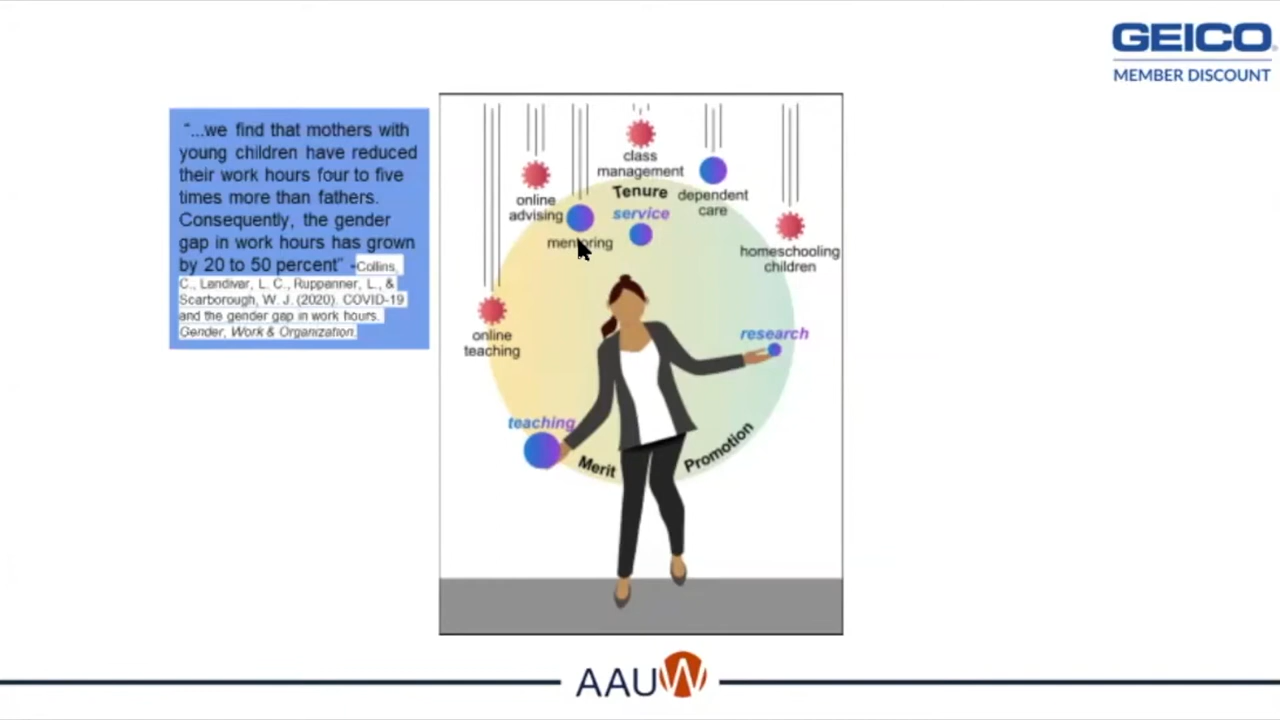 GEICO
MEMBER DISCOUNT
“...we find that mothers with
young children have reduced
their work hours four to five
times more than fathers.
Consequently, the gender
gap in work hours has grown
by 20 to 50 percent” -Collins,
C., Landivar, L. C., Ruppanner, L., &
Scarborough, W. J. (2020). COVID-19
and the gender gap in work hours.
Gender, Work & Organization.
class
management
online
advising
Tenure
dependent
care
service
mentoring
homeschooling
children
online
teaching
research
teaching
Merit
Promotion
AAUW